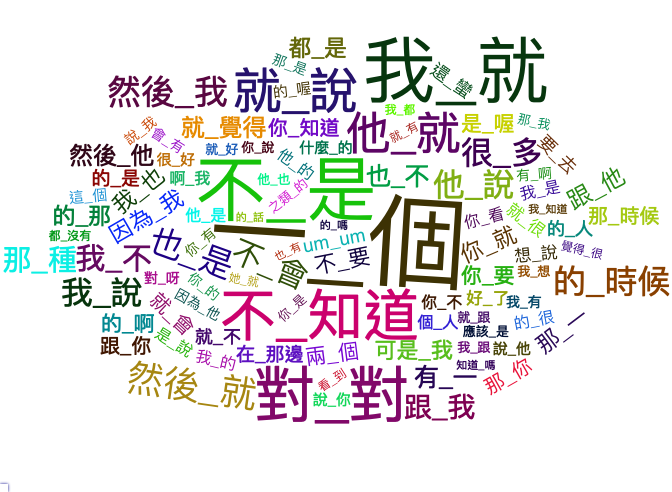 都_是
那_是
我_就
還_蠻
然後_我
就_說
的_喔
我_都
說_我
會_有
就_覺得
你_知道
他_就
是_喔
那_我
就_有
要_去
然後_他
很_好
就_好
你_說
什麼_的
很_多
不_是
他_的
也_不
有_啊
的_是
啊_我
他_也
他_說
我_是
跟_他
這_個
我_也
之類_的
的_那
因為_我
他_是
的_話
一_個
你_看
就_很
我_知道
那_時候
都_沒有
也_是
你_有
的_嗎
um_um
的_人
那_種
我_不
不_會
也_有
不_要
你_就
想_說
覺得_很
對_呀
她_就
你_的
你_要
我_想
的_時候
我_說
就_會
因為_他
不_知道
你_是
你_不
好_了
我_有
的_啊
是_說
就_不
個_人
就_跟
應該_是
的_很
那_一
跟_你
我_的
在_那邊
兩_個
可是_我
我_跟
說_他
然後_就
對_對
看_到
有_一
知道_嗎
那_你
說_你
跟_我